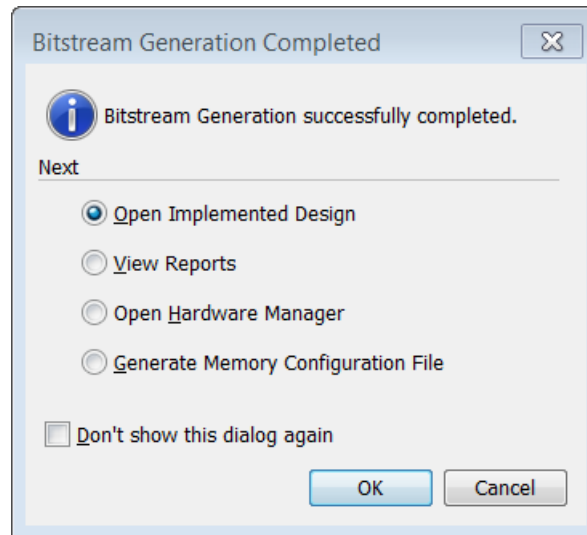 Bitstream Generation Completed
Bitstream Generation successfully completed.
Next
Open Implemented Design
View Reports
Open Hardware Manager
Generate Memory Configuration File
Don't show this dialog again
OK Cancel